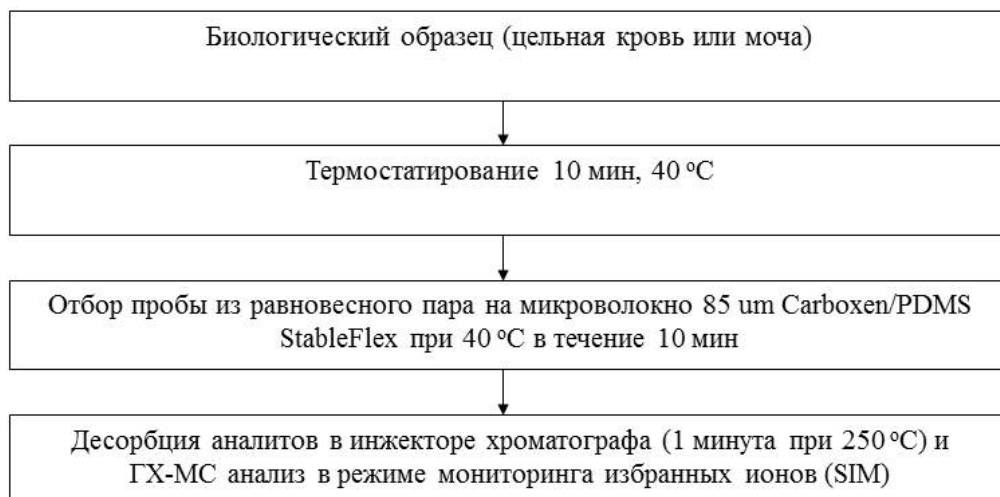 Биологический образец (цельная кровь или моча)
Термостатирование 10 мин, 40 °С
Отбор пробы из равновесного пара на микроволокно 85 um Carboxen/PDMS
StableFlex при 40 °С в течение 10 мин
Десорбция аналитов в инжекторе хроматографа (1 минута при 250 °С) и
ГХ-МС анализ в режиме мониторинга избранных ионов (SIM)